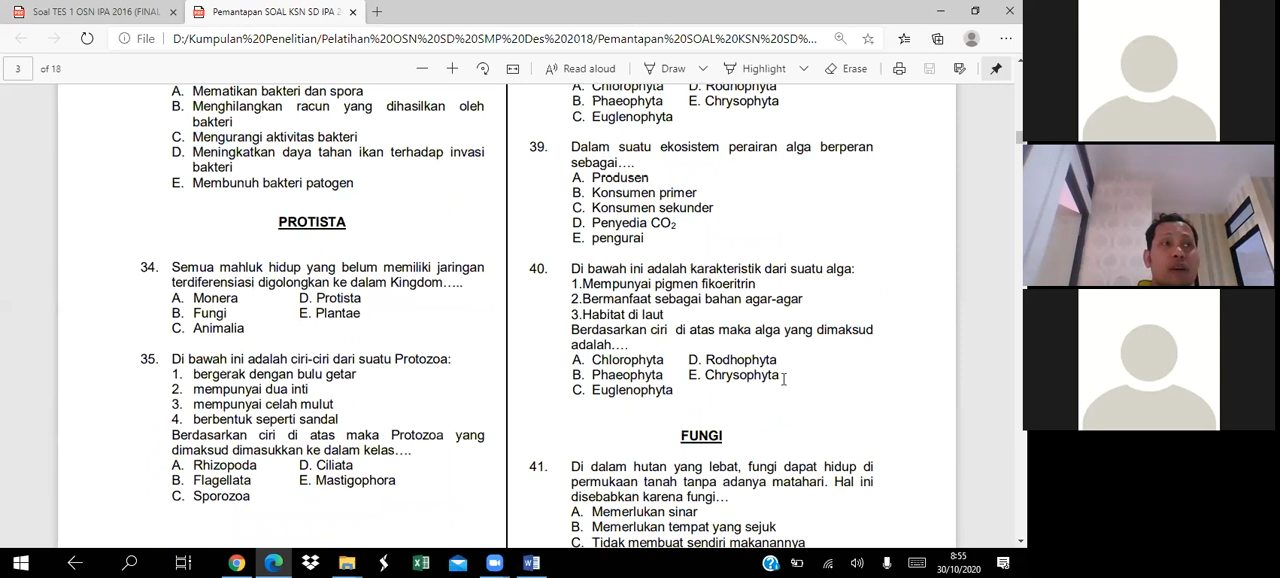 Soal TES 1 OSN IPA 2016 (FINAL
Pemantapan SOAL KSN SD IPA 2
File
D:/Kumpulan%20Penelitian/Pelatihan%20OSN%20SD%20SMP%20Des%202018/Pemantapan%20SOAL%20KSN%20SD%...
3 of 18
Read aloud
Draw
Highlight
Erase
A. Mematikan bakteri dan spora
B. Menghilangkan racun yang dihasilkan oleh
bakteri
C. Mengurangi aktivitas bakteri
D. Meningkatkan daya tahan ikan terhadap invasi
bakteri
E. Membunuh bakteri patogen
PROTISTA
34. Semua mahluk hidup yang belum memiliki jaringan
terdiferensiasi digolongkan ke dalam Kingdom.....
A. Monera D. Protista
B. Fungi E. Plantae
C. Animalia
35. Di bawah ini adalah ciri-ciri dari suatu Protozoa:
1. bergerak dengan bulu getar
2. mempunyai dua inti
3. mempunyai celah mulut
4. berbentuk seperti sandal
Berdasarkan ciri di atas maka Protozoa yang
dimaksud dimasukkan ke dalam kelas....
A. Rhizopoda D. Ciliata
B. Flagellata E. Mastigophora
C. Sporozoa
A. Chlorophyta D. Rodhophyta
B. Phaeophyta E. Chrysophyta
C. Euglenophyta
39. Dalam suatu ekosistem perairan alga berperan
sebagai....
A. Produsen
B. Konsumen primer
C. Konsumen sekunder
D. Penyedia CO₂
E. pengurai
40. Di bawah ini adalah karakteristik dari suatu alga:
1.Mempunyai pigmen fikoeritrin
2.Bermanfaat sebagai bahan agar-agar
3.Habitat di laut
Berdasarkan ciri di atas maka alga yang dimaksud
adalah....
A. Chlorophyta D. Rodhophyta
B. Phaeophyta E. Chrysophyta
C. Euglenophyta
FUNGI
41. Di dalam hutan yang lebat, fungi dapat hidup di
permukaan tanah tanpa adanya matahari. Hal ini
disebabkan karena fungi...
A. Memerlukan sinar
B. Memerlukan tempat yang sejuk
C. Tidak membuat sendiri makanannya
8:55
30/10/2020